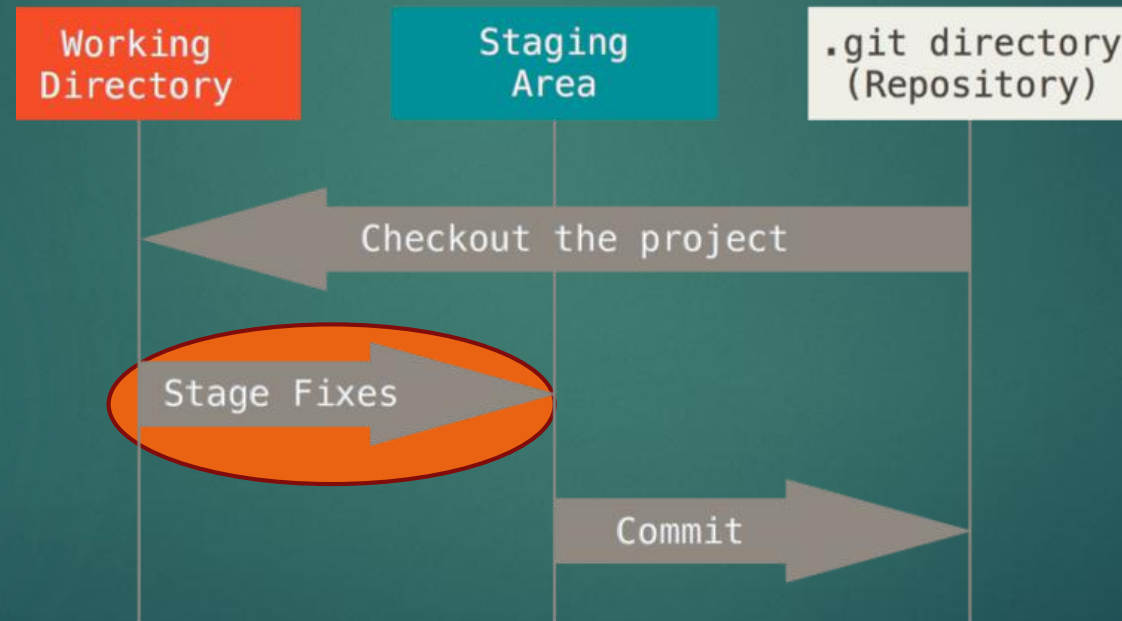 Working
Directory
Staging
Area
.git directory
(Repository)
Checkout the project
Stage Fixes
Commit